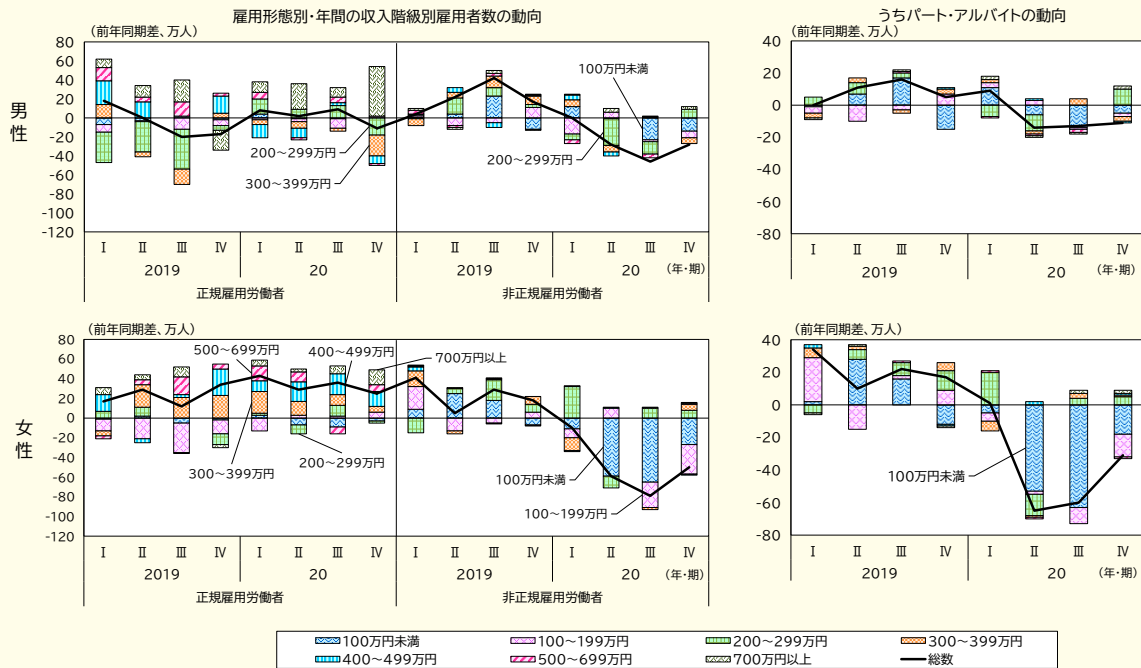 雇用形態別・年間の収入階級別雇用者数の動向
うちパート・アルバイトの動向
男性
(前年同期差、万人)
80
60
40
20
0
-20
-40
-60
-80
-100
-120
200～299万円
300～399万円
100万円未満
200～299万円
Ⅰ Ⅱ Ⅲ Ⅳ Ⅰ Ⅱ Ⅲ Ⅳ Ⅰ Ⅱ Ⅲ Ⅳ Ⅰ Ⅱ Ⅲ Ⅳ
2019 20 2019 20 (年・期)
正規雇用労働者 非正規雇用労働者
(前年同期差、万人)
40
20
0
-20
-40
-60
-80
Ⅰ Ⅱ Ⅲ Ⅳ Ⅰ Ⅱ Ⅲ Ⅳ
2019 20 (年・期)
女性
(前年同期差、万人)
80
60
40
20
0
-20
-40
-60
-80
-100
-120
500～699万円
400～499万円
700万円以上
300～399万円
200～299万円
100万円未満
100～199万円
Ⅰ Ⅱ Ⅲ Ⅳ Ⅰ Ⅱ Ⅲ Ⅳ Ⅰ Ⅱ Ⅲ Ⅳ Ⅰ Ⅱ Ⅲ Ⅳ
2019 20 2019 20 (年・期)
正規雇用労働者 非正規雇用労働者
(前年同期差、万人)
40
20
0
-20
-40
-60
-80
100万円未満
Ⅰ Ⅱ Ⅲ Ⅳ Ⅰ Ⅱ Ⅲ Ⅳ
2019 20 (年・期)
100万円未満 100～199万円 200～299万円 300～399万円
400～499万円 500～699万円 700万円以上 総数